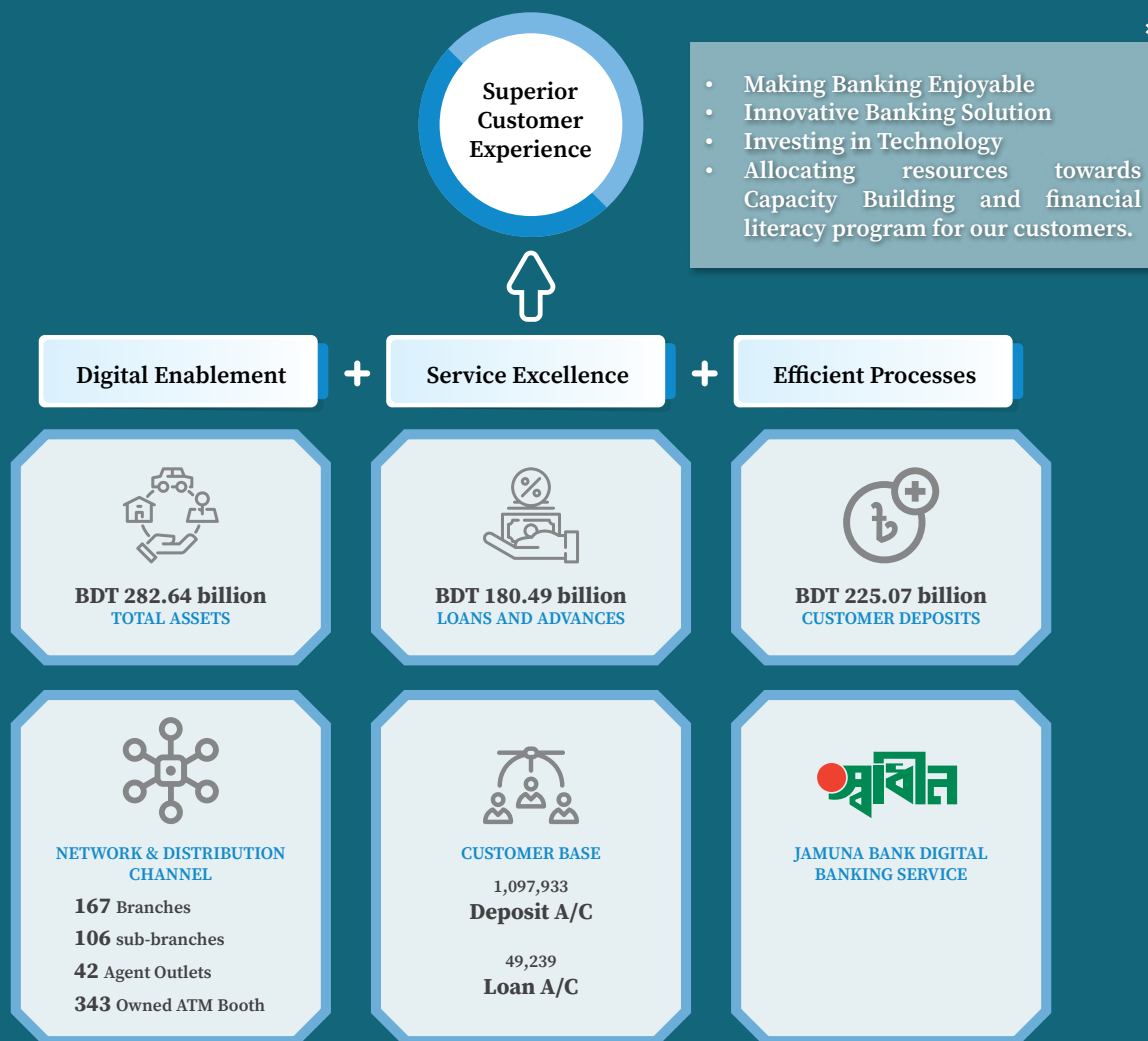 Superior
Customer
Experience
• Making Banking Enjoyable
• Innovative Banking Solution
• Investing in Technology
• Allocating resources towards
Capacity Building and financial
literacy program for our customers.
Digital Enablement + Service Excellence + Efficient Processes
BDT 282.64 billion
TOTAL ASSETS
BDT 180.49 billion
LOANS AND ADVANCES
BDT 225.07 billion
CUSTOMER DEPOSITS
NETWORK & DISTRIBUTION
CHANNEL
167 Branches
106 sub-branches
42 Agent Outlets
343 Owned ATM Booth
CUSTOMER BASE
1,097,933
Deposit A/C
49,239
Loan A/C
স্বাধীন
JAMUNA BANK DIGITAL
BANKING SERVICE